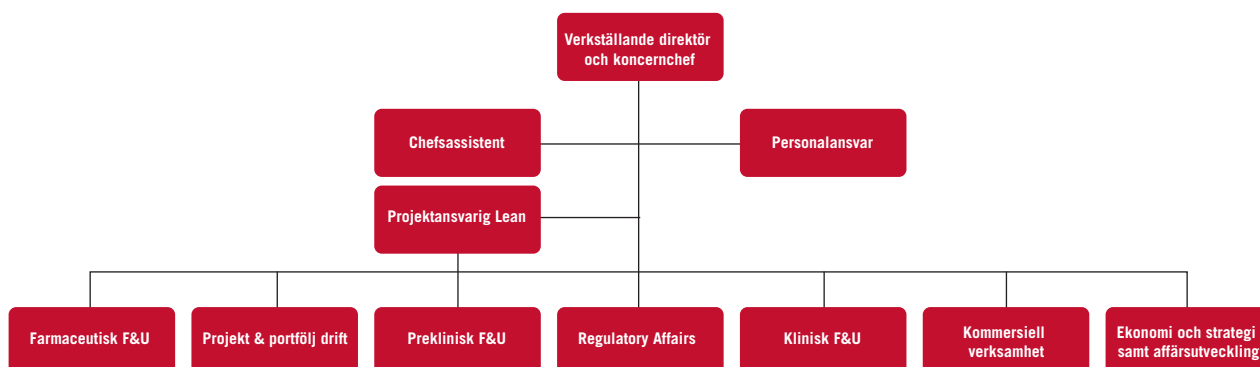 Verkställande direktör
och koncernchef
Chefsassistent
Personalansvar
Projektansvarig Lean
Farmaceutisk F&U
Projekt & portfölj drift
Preklinisk F&U
Regulatory Affairs
Klinisk F&U
Kommersiell
verksamhet
Ekonomi och strategi
samt affärsutveckling